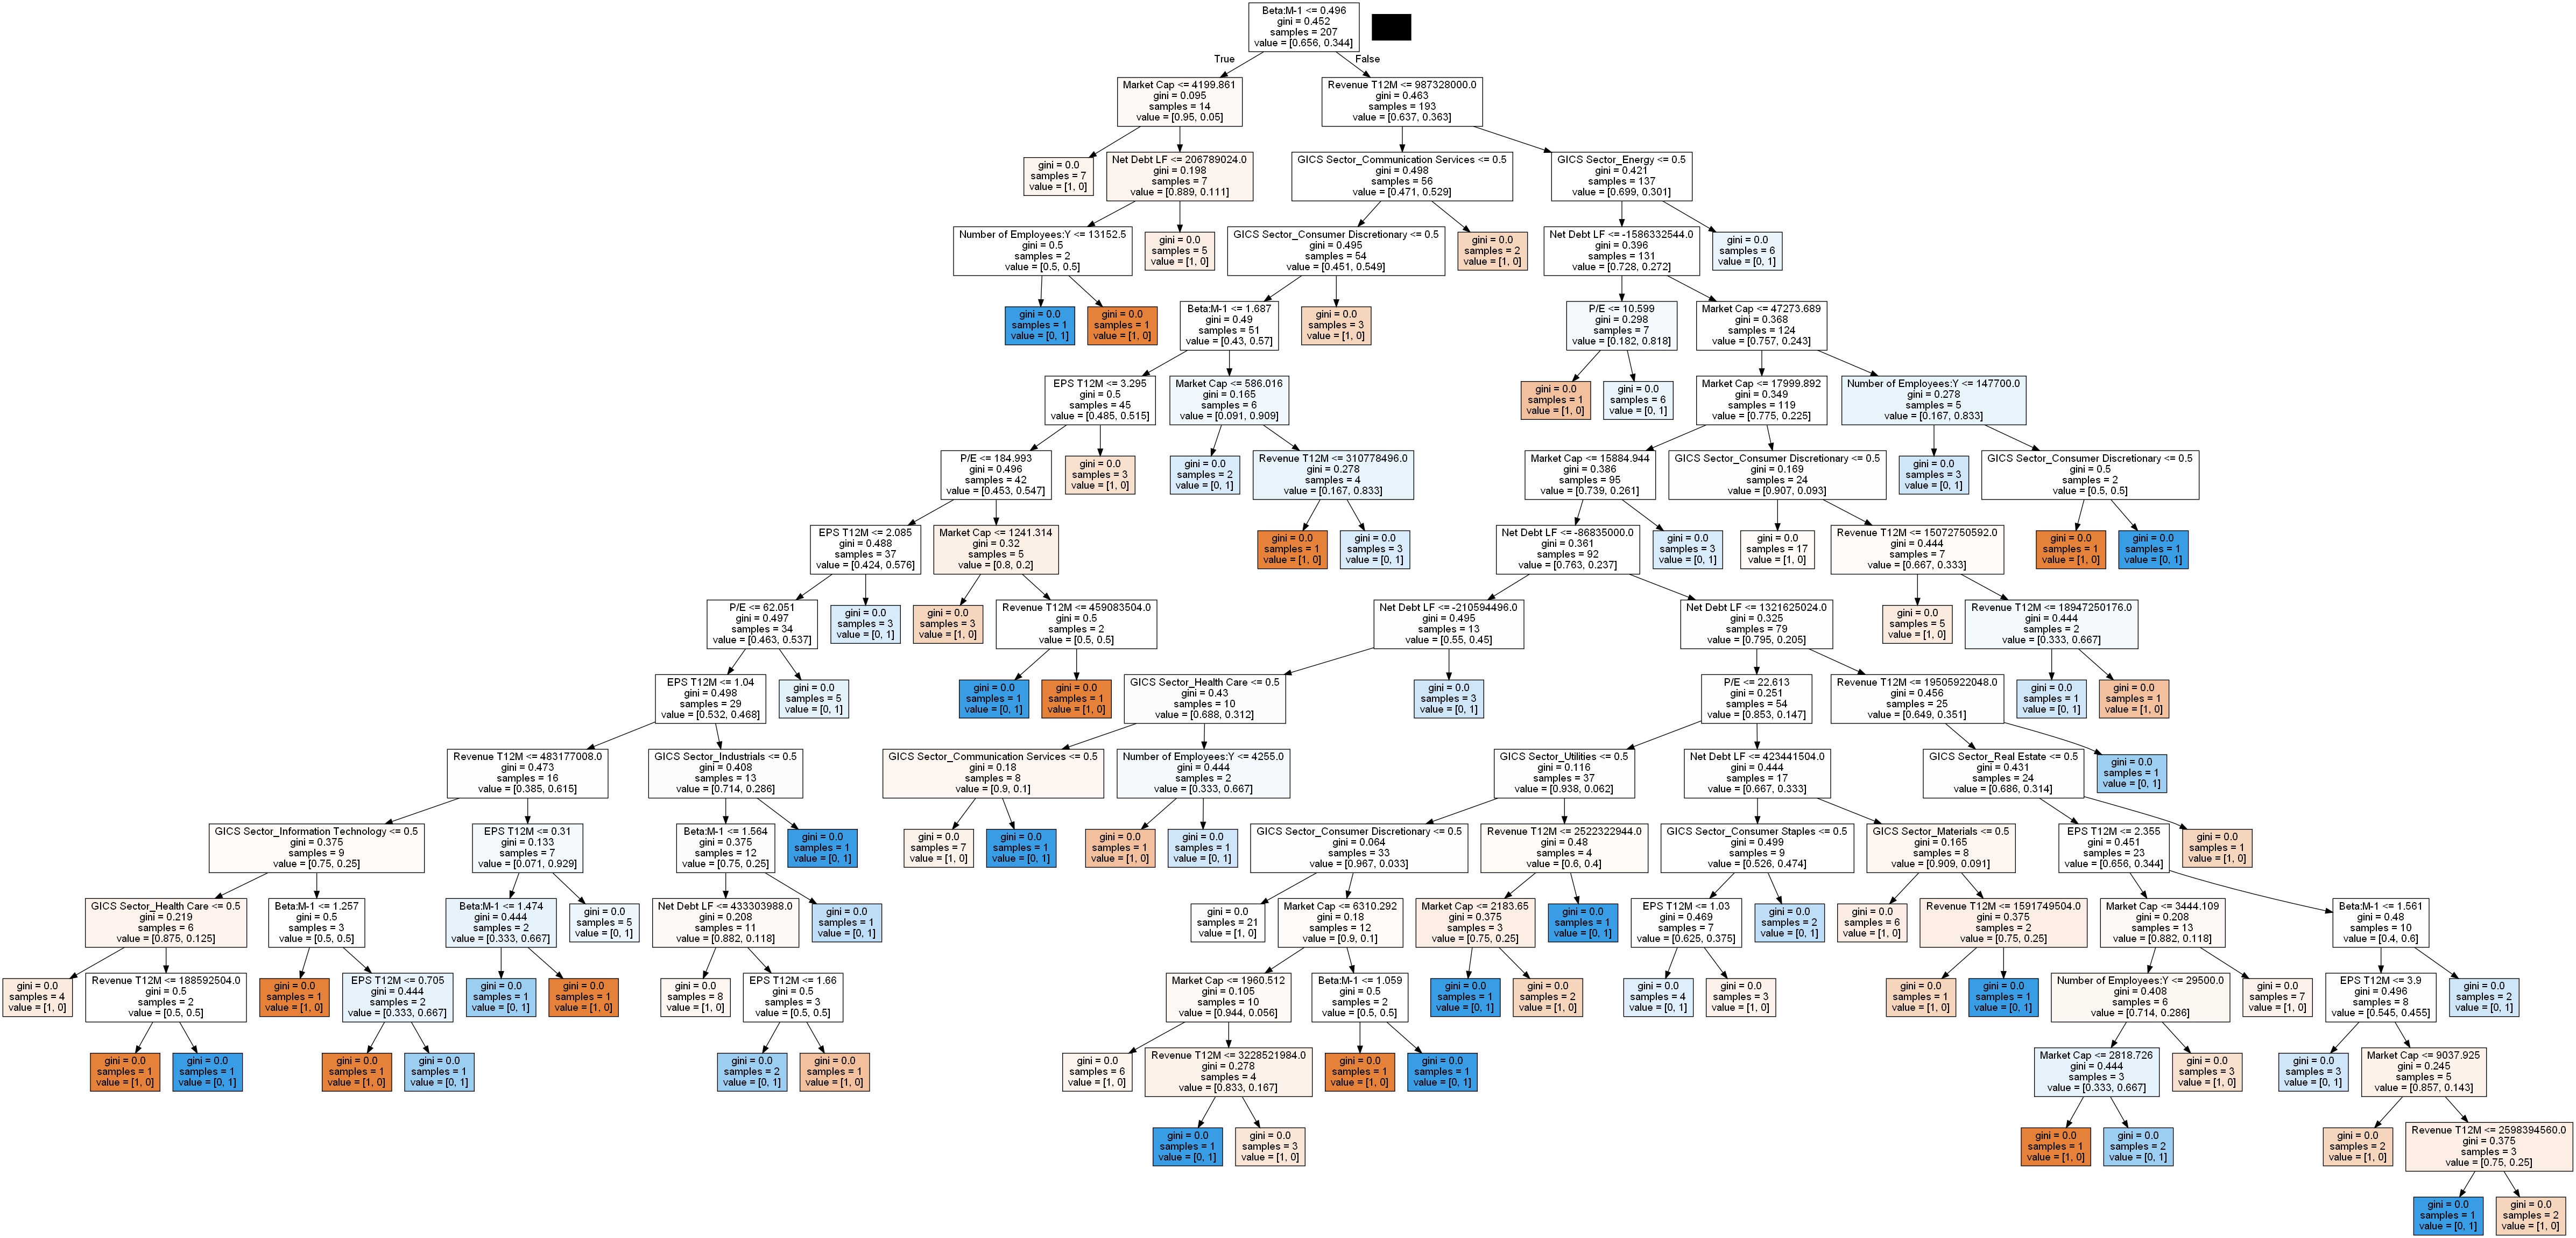 Beta:M-1 <= 0.496
gini = 0.452
samples = 207
value = [0.656, 0.344]
True
False
Market Cap <= 4199.861
gini = 0.095
samples = 14
value = [0.95, 0.05]
Revenue T12M <= 987328000.0
gini = 0.463
samples = 193
value = [0.637, 0.363]
gini = 0.0
samples = 7
value = [1, 0]
Net Debt LF <= 206789024.0
gini = 0.198
samples = 7
value = [0.889, 0.111]
GICS Sector_Communication Services <= 0.5
gini = 0.498
samples = 56
value = [0.471, 0.529]
GICS Sector_Energy <= 0.5
gini = 0.421
samples = 137
value = [0.699, 0.301]
Number of Employees:Y <= 13152.5
gini = 0.5
samples = 2
value = [0.5, 0.5]
gini = 0.0
samples = 5
value = [1, 0]
GICS Sector_Consumer Discretionary <= 0.5
gini = 0.495
samples = 54
value = [0.451, 0.549]
gini = 0.0
samples = 2
value = [1, 0]
Net Debt LF <= -1586332544.0
gini = 0.396
samples = 131
value = [0.728, 0.272]
gini = 0.0
samples = 6
value = [0, 1]
gini = 0.0
samples = 1
value = [0, 1]
gini = 0.0
samples = 1
value = [1, 0]
Beta:M-1 <= 1.687
gini = 0.49
samples = 51
value = [0.43, 0.57]
gini = 0.0
samples = 3
value = [1, 0]
P/E <= 10.599
gini = 0.298
samples = 7
value = [0.182, 0.818]
Market Cap <= 47273.689
gini = 0.368
samples = 124
value = [0.757, 0.243]
EPS T12M <= 3.295
gini = 0.5
samples = 45
value = [0.485, 0.515]
Market Cap <= 586.016
gini = 0.165
samples = 6
value = [0.091, 0.909]
gini = 0.0
samples = 1
value = [1, 0]
gini = 0.0
samples = 6
value = [0, 1]
Market Cap <= 17999.892
gini = 0.349
samples = 119
value = [0.775, 0.225]
Number of Employees:Y <= 147700.0
gini = 0.278
samples = 5
value = [0.167, 0.833]
P/E <= 184.993
gini = 0.496
samples = 42
value = [0.453, 0.547]
gini = 0.0
samples = 3
value = [1, 0]
gini = 0.0
samples = 2
value = [0, 1]
Revenue T12M <= 310778496.0
gini = 0.278
samples = 4
value = [0.167, 0.833]
Market Cap <= 15884.944
gini = 0.386
samples = 95
value = [0.739, 0.261]
GICS Sector_Consumer Discretionary <= 0.5
gini = 0.169
samples = 24
value = [0.907, 0.093]
gini = 0.0
samples = 3
value = [0, 1]
GICS Sector_Consumer Discretionary <= 0.5
gini = 0.5
samples = 2
value = [0.5, 0.5]
EPS T12M <= 2.085
gini = 0.488
samples = 37
value = [0.424, 0.576]
Market Cap <= 1241.314
gini = 0.32
samples = 5
value = [0.8, 0.2]
gini = 0.0
samples = 1
value = [1, 0]
gini = 0.0
samples = 3
value = [0, 1]
Net Debt LF <= -86835000.0
gini = 0.361
samples = 92
value = [0.763, 0.237]
gini = 0.0
samples = 3
value = [0, 1]
gini = 0.0
samples = 17
value = [1, 0]
Revenue T12M <= 15072750592.0
gini = 0.444
samples = 7
value = [0.667, 0.333]
gini = 0.0
samples = 1
value = [1, 0]
gini = 0.0
samples = 1
value = [0, 1]
P/E <= 62.051
gini = 0.497
samples = 34
value = [0.463, 0.537]
gini = 0.0
samples = 3
value = [0, 1]
gini = 0.0
samples = 3
value = [1, 0]
Revenue T12M <= 459083504.0
gini = 0.5
samples = 2
value = [0.5, 0.5]
Net Debt LF <= -210594496.0
gini = 0.495
samples = 13
value = [0.55, 0.45]
Net Debt LF <= 1321625024.0
gini = 0.325
samples = 79
value = [0.795, 0.205]
gini = 0.0
samples = 5
value = [1, 0]
Revenue T12M <= 18947250176.0
gini = 0.444
samples = 2
value = [0.333, 0.667]
EPS T12M <= 1.04
gini = 0.498
samples = 29
value = [0.532, 0.468]
gini = 0.0
samples = 5
value = [0, 1]
gini = 0.0
samples = 1
value = [0, 1]
gini = 0.0
samples = 1
value = [1, 0]
GICS Sector_Health Care <= 0.5
gini = 0.43
samples = 10
value = [0.688, 0.312]
gini = 0.0
samples = 3
value = [0, 1]
P/E <= 22.613
gini = 0.251
samples = 54
value = [0.853, 0.147]
Revenue T12M <= 19505922048.0
gini = 0.456
samples = 25
value = [0.649, 0.351]
gini = 0.0
samples = 1
value = [0, 1]
gini = 0.0
samples = 1
value = [1, 0]
Revenue T12M <= 483177008.0
gini = 0.473
samples = 16
value = [0.385, 0.615]
GICS Sector_Industrials <= 0.5
gini = 0.408
samples = 13
value = [0.714, 0.286]
GICS Sector_Communication Services <= 0.5
gini = 0.18
samples = 8
value = [0.9, 0.1]
Number of Employees:Y <= 4255.0
gini = 0.444
samples = 2
value = [0.333, 0.667]
GICS Sector_Utilities <= 0.5
gini = 0.116
samples = 37
value = [0.938, 0.062]
Net Debt LF <= 423441504.0
gini = 0.444
samples = 17
value = [0.667, 0.333]
GICS Sector_Real Estate <= 0.5
gini = 0.431
samples = 24
value = [0.686, 0.314]
gini = 0.0
samples = 1
value = [0, 1]
GICS Sector_Information Technology <= 0.5
gini = 0.375
samples = 9
value = [0.75, 0.25]
EPS T12M <= 0.31
gini = 0.133
samples = 7
value = [0.071, 0.929]
Beta:M-1 <= 1.564
gini = 0.375
samples = 12
value = [0.75, 0.25]
gini = 0.0
samples = 1
value = [0, 1]
gini = 0.0
samples = 7
value = [1, 0]
gini = 0.0
samples = 1
value = [0, 1]
gini = 0.0
samples = 1
value = [1, 0]
gini = 0.0
samples = 1
value = [0, 1]
GICS Sector_Consumer Discretionary <= 0.5
gini = 0.064
samples = 33
value = [0.967, 0.033]
Revenue T12M <= 2522322944.0
gini = 0.48
samples = 4
value = [0.6, 0.4]
GICS Sector_Consumer Staples <= 0.5
gini = 0.499
samples = 9
value = [0.526, 0.474]
GICS Sector_Materials <= 0.5
gini = 0.165
samples = 8
value = [0.909, 0.091]
EPS T12M <= 2.355
gini = 0.451
samples = 23
value = [0.656, 0.344]
gini = 0.0
samples = 1
value = [1, 0]
GICS Sector_Health Care <= 0.5
gini = 0.219
samples = 6
value = [0.875, 0.125]
Beta:M-1 <= 1.257
gini = 0.5
samples = 3
value = [0.5, 0.5]
Beta:M-1 <= 1.474
gini = 0.444
samples = 2
value = [0.333, 0.667]
gini = 0.0
samples = 5
value = [0, 1]
Net Debt LF <= 433303988.0
gini = 0.208
samples = 11
value = [0.882, 0.118]
gini = 0.0
samples = 1
value = [0, 1]
gini = 0.0
samples = 21
value = [1, 0]
Market Cap <= 6310.292
gini = 0.18
samples = 12
value = [0.9, 0.1]
Market Cap <= 2183.65
gini = 0.375
samples = 3
value = [0.75, 0.25]
gini = 0.0
samples = 1
value = [0, 1]
EPS T12M <= 1.03
gini = 0.469
samples = 7
value = [0.625, 0.375]
gini = 0.0
samples = 2
value = [0, 1]
gini = 0.0
samples = 6
value = [1, 0]
Revenue T12M <= 1591749504.0
gini = 0.375
samples = 2
value = [0.75, 0.25]
Market Cap <= 3444.109
gini = 0.208
samples = 13
value = [0.882, 0.118]
Beta:M-1 <= 1.561
gini = 0.48
samples = 10
value = [0.4, 0.6]
gini = 0.0
samples = 4
value = [1, 0]
Revenue T12M <= 188592504.0
gini = 0.5
samples = 2
value = [0.5, 0.5]
gini = 0.0
samples = 1
value = [1, 0]
EPS T12M <= 0.705
gini = 0.444
samples = 2
value = [0.333, 0.667]
gini = 0.0
samples = 1
value = [0, 1]
gini = 0.0
samples = 1
value = [1, 0]
gini = 0.0
samples = 8
value = [1, 0]
EPS T12M <= 1.66
gini = 0.5
samples = 3
value = [0.5, 0.5]
Market Cap <= 1960.512
gini = 0.105
samples = 10
value = [0.944, 0.056]
Beta:M-1 <= 1.059
gini = 0.5
samples = 2
value = [0.5, 0.5]
gini = 0.0
samples = 1
value = [0, 1]
gini = 0.0
samples = 2
value = [1, 0]
gini = 0.0
samples = 4
value = [0, 1]
gini = 0.0
samples = 3
value = [1, 0]
gini = 0.0
samples = 1
value = [1, 0]
gini = 0.0
samples = 1
value = [0, 1]
Number of Employees:Y <= 29500.0
gini = 0.408
samples = 6
value = [0.714, 0.286]
gini = 0.0
samples = 7
value = [1, 0]
EPS T12M <= 3.9
gini = 0.496
samples = 8
value = [0.545, 0.455]
gini = 0.0
samples = 2
value = [0, 1]
gini = 0.0
samples = 1
value = [1, 0]
gini = 0.0
samples = 1
value = [0, 1]
gini = 0.0
samples = 1
value = [1, 0]
gini = 0.0
samples = 1
value = [0, 1]
gini = 0.0
samples = 2
value = [0, 1]
gini = 0.0
samples = 1
value = [1, 0]
gini = 0.0
samples = 6
value = [1, 0]
Revenue T12M <= 3228521984.0
gini = 0.278
samples = 4
value = [0.833, 0.167]
gini = 0.0
samples = 1
value = [1, 0]
gini = 0.0
samples = 1
value = [0, 1]
Market Cap <= 2818.726
gini = 0.444
samples = 3
value = [0.333, 0.667]
gini = 0.0
samples = 3
value = [1, 0]
gini = 0.0
samples = 3
value = [0, 1]
Market Cap <= 9037.925
gini = 0.245
samples = 5
value = [0.857, 0.143]
gini = 0.0
samples = 1
value = [0, 1]
gini = 0.0
samples = 3
value = [1, 0]
gini = 0.0
samples = 1
value = [1, 0]
gini = 0.0
samples = 2
value = [0, 1]
gini = 0.0
samples = 2
value = [1, 0]
Revenue T12M <= 2598394560.0
gini = 0.375
samples = 3
value = [0.75, 0.25]
gini = 0.0
samples = 1
value = [0, 1]
gini = 0.0
samples = 2
value = [1, 0]